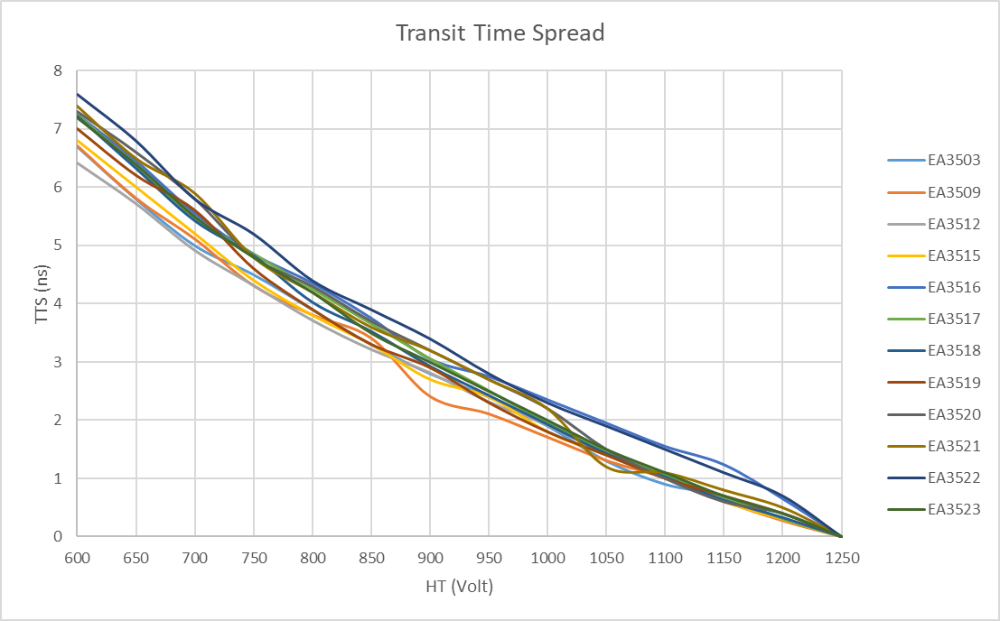 Transit Time Spread
8
7
6
5
4
3
2
1
0
TTS (ns)
600 650 700 750 800 850 900 950 1000 1050 1100 1150 1200 1250
HT (Volt)
EA3503
EA3509
EA3512
EA3515
EA3516
EA3517
EA3518
EA3519
EA3520
EA3521
EA3522
EA3523